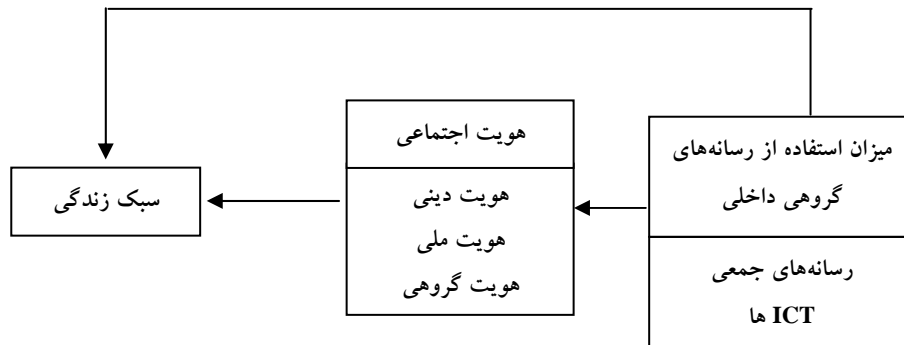 میزان استفاده از رسانه‌های
گروهی داخلی
رسانه‌های جمعی
ICT ها
هویت اجتماعی
هویت دینی
هویت ملی
هویت گروهی
سبک زندگی